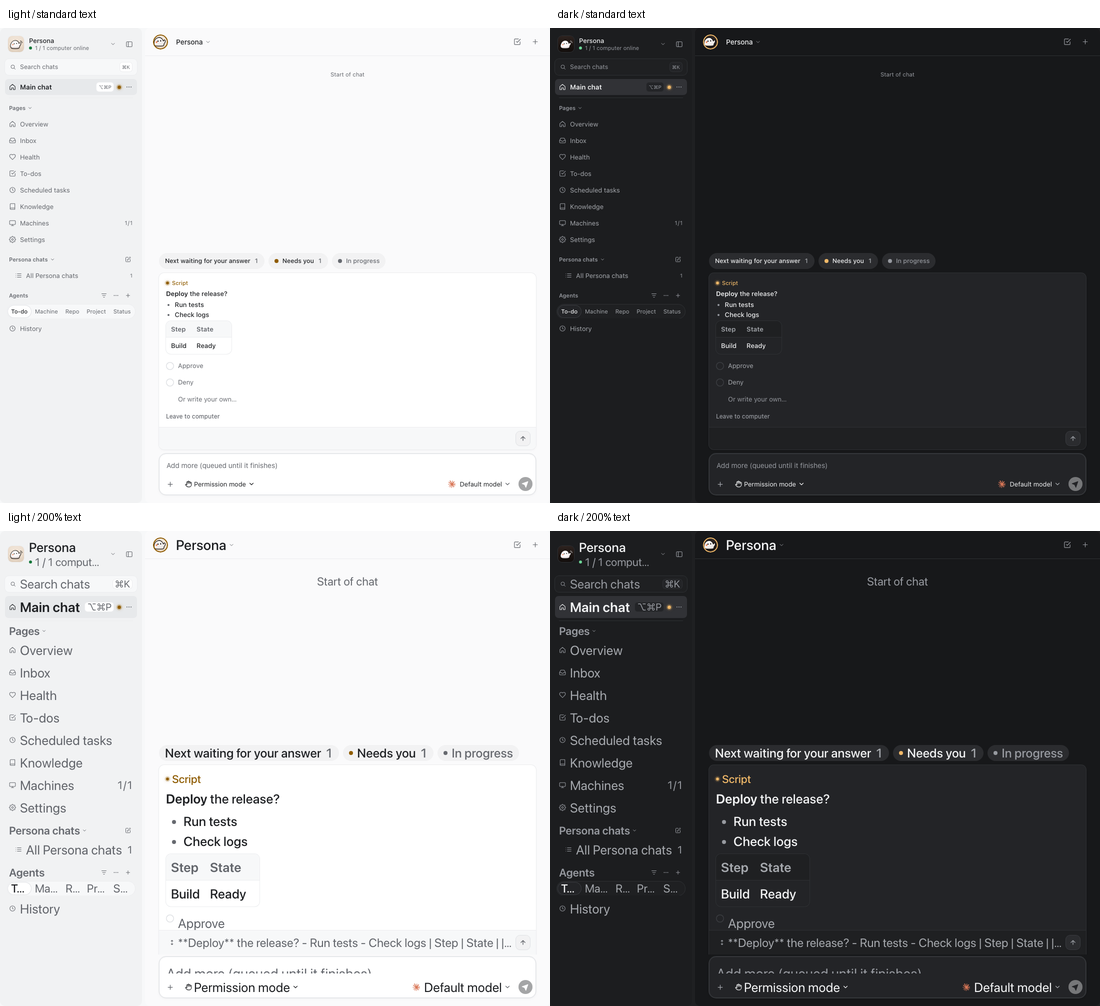 light / standard text
Persona
1 / 1 computer online
Search chats ⌘K
Main chat ⌥⌘P
Pages
Overview
Inbox
Health
To-dos
Scheduled tasks
Knowledge
Machines 1/1
Settings
Persona chats
All Persona chats 1
Agents
To-do Machine Repo Project Status
History
Persona
Start of chat
Next waiting for your answer 1 Needs you 1 In progress
Script
Deploy the release?
• Run tests
• Check logs
Step State
Build Ready
Approve
Deny
Or write your own...
Leave to computer
Add more (queued until it finishes)
Permission mode Default model
dark / standard text
Persona
1 / 1 computer online
Search chats ⌘K
Main chat ⌥⌘P
Pages
Overview
Inbox
Health
To-dos
Scheduled tasks
Knowledge
Machines 1/1
Settings
Persona chats
All Persona chats 1
Agents
To-do Machine Repo Project Status
History
Persona
Start of chat
Next waiting for your answer 1 Needs you 1 In progress
Script
Deploy the release?
• Run tests
• Check logs
Step State
Build Ready
Approve
Deny
Or write your own...
Leave to computer
Add more (queued until it finishes)
Permission mode Default model
light / 200% text
Persona
1 / 1 comput...
Search chats ⌘K
Main chat ⌥⌘P
Pages
Overview
Inbox
Health
To-dos
Scheduled tasks
Knowledge
Machines 1/1
Settings
Persona chats
All Persona chats 1
Agents
T... Ma... R... Pr... S...
History
Persona
Start of chat
Next waiting for your answer 1 Needs you 1 In progress
Script
Deploy the release?
• Run tests
• Check logs
Step State
Build Ready
Approve
: **Deploy** the release? - Run tests - Check logs | Step | State | |...
Add more (queued until it finishes)
Permission mode Default model
dark / 200% text
Persona
1 / 1 comput...
Search chats ⌘K
Main chat ⌥⌘P
Pages
Overview
Inbox
Health
To-dos
Scheduled tasks
Knowledge
Machines 1/1
Settings
Persona chats
All Persona chats 1
Agents
T... Ma... R... Pr... S...
History
Persona
Start of chat
Next waiting for your answer 1 Needs you 1 In progress
Script
Deploy the release?
• Run tests
• Check logs
Step State
Build Ready
Approve
: **Deploy** the release? - Run tests - Check logs | Step | State | |...
Add more (queued until it finishes)
Permission mode Default model